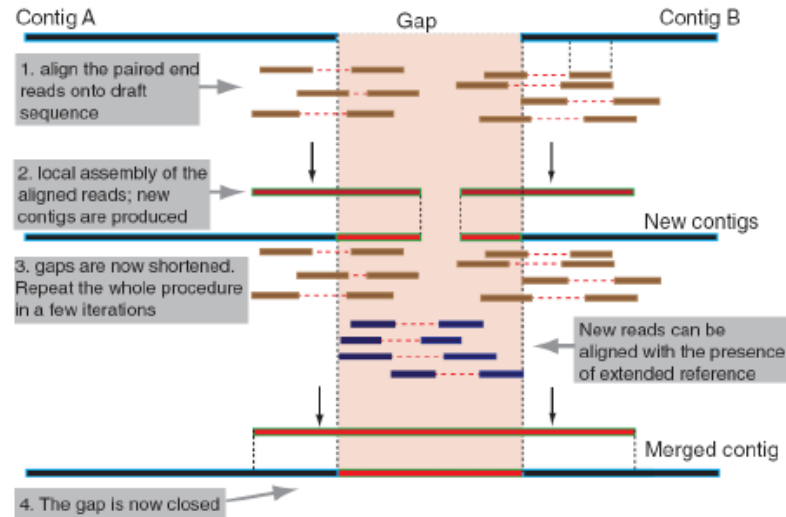 Contig A
Gap
Contig B
1. align the paired end
reads onto draft
sequence
2. local assembly of the
aligned reads; new
contigs are produced
New contigs
3. gaps are now shortened.
Repeat the whole procedure
in a few iterations
New reads can be
aligned with the presence
of extended reference
Merged contig
4. The gap is now closed